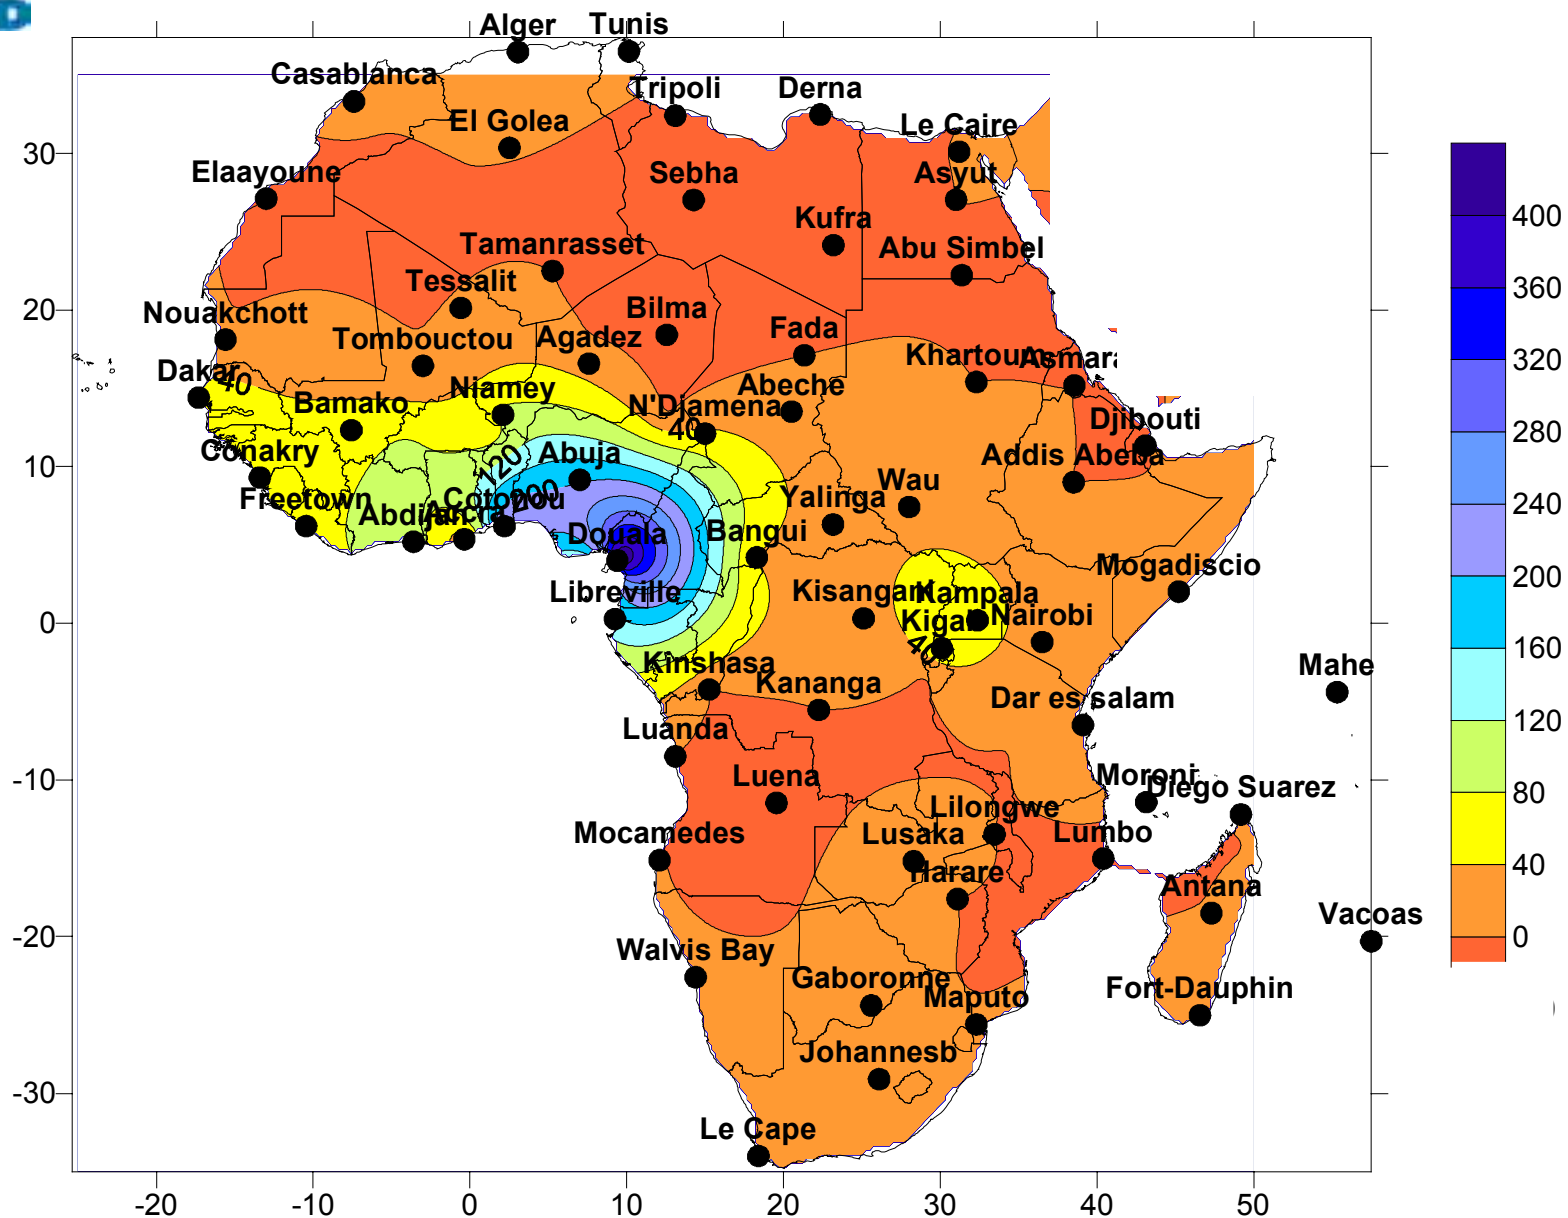 D
Alger Tunis
Casablanca Tripoli Derna
El Golea Le Caire
30
Elaayoune Sebha Asyut
Kufra
Tamanrasset Abu Simbel
Tessalit
20
Nouakchott Bilma
Tombouctou Agadez Fada
Khartoum Asmara
Dakar 40 Niamey Abeche
Bamako N'Djamena
40 Djibouti
Conakry 120 Abuja Addis Abeba
10
Freetown Abdijan Accra Cotonou 200 Yalinga Wau
Douala Bangui
Mogadiscio
Libreville Kisangani Kampala
0
Kigali Nairobi
40
Kinshasa Mahe
Kananga
Dar es salam
Luanda
-10
Luena Moroni
Diego Suarez
Lilongwe
Mocamedes Lusaka Lumbo
Harare Antana
Vacoas
-20
Walvis Bay
Gaboronne
Maputo Fort-Dauphin
Johannesb
-30
Le Cape
-20 -10 0 10 20 30 40 50
400
360
320
280
240
200
160
120
80
40
0
)